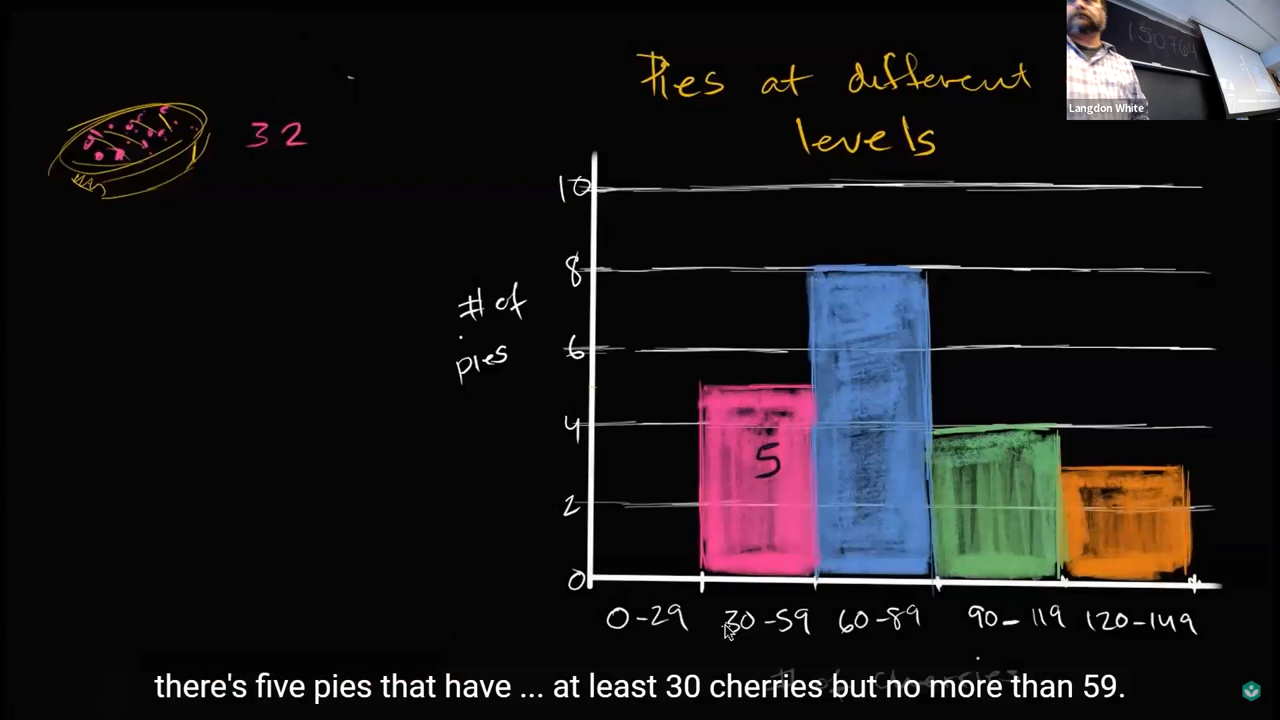 Pies at different
levels
Langdon White
32
10
8
# of
pies
6
4
5
2
0
0-29 30-59 60-89 90-119 120-149
there's five pies that have ... at least 30 cherries but no more than 59.